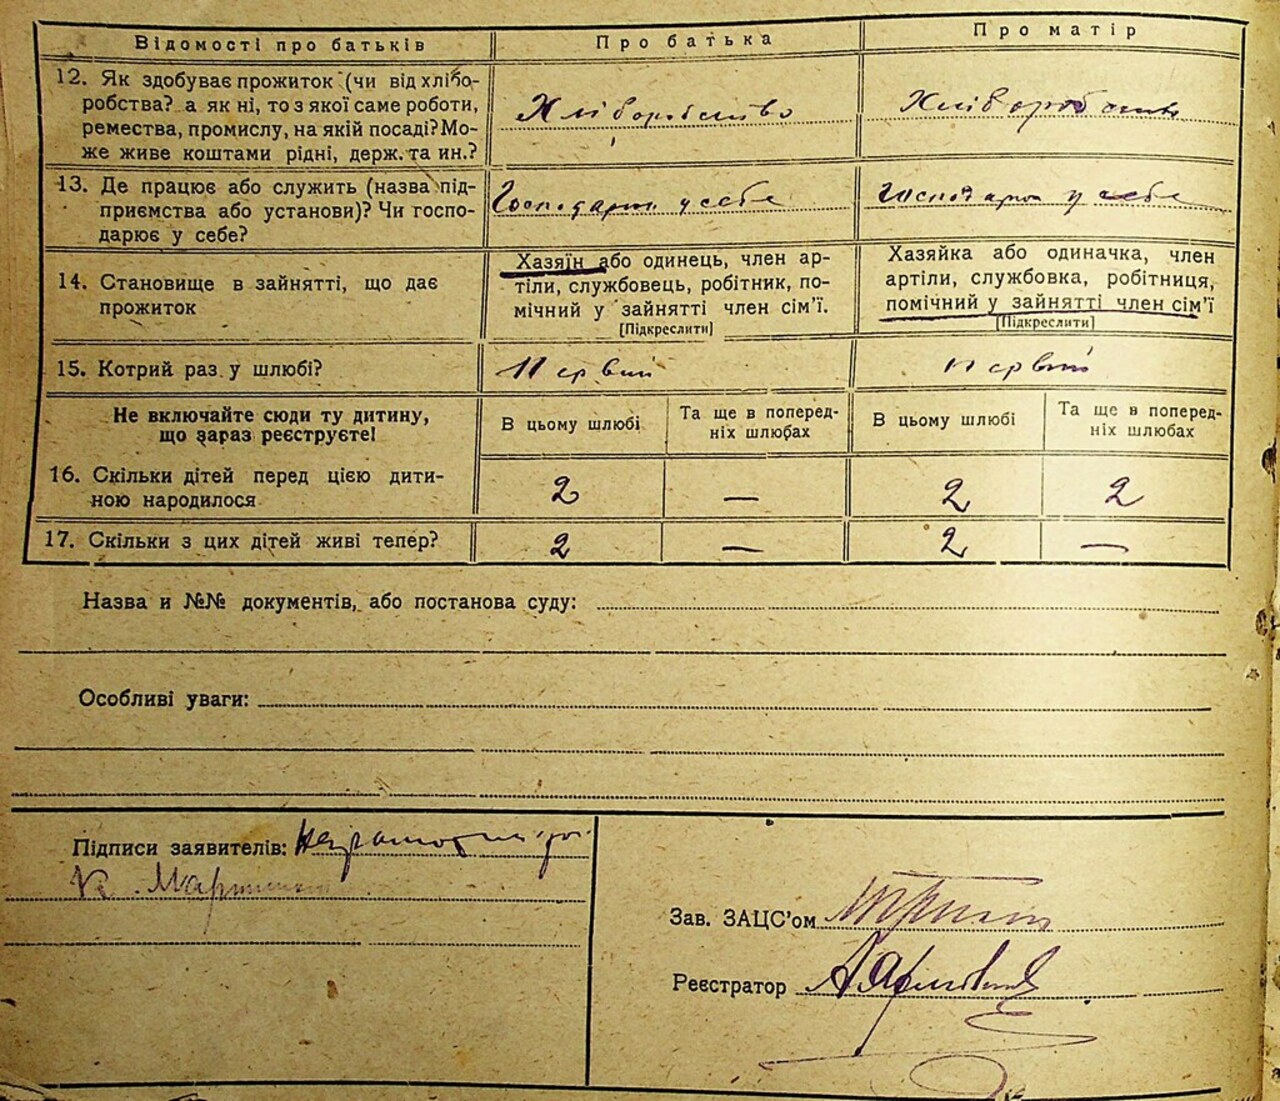 Відомості про батьків Про батька Про матір
12. Як здобуває прожиток (чи від хлібо-
робства? а як ні, то з якої саме роботи,
ремества, промислу, на якій посаді? Мо-
же живе коштами рідні, держ. та ин.?
Хліборобство Хліборобство
13. Де працює або служить (назва під-
приємства або установи)? Чи госпо-
дарює у себе?
Господарює у себе Господарює у себе
14. Становище в зайнятті, що дає
прожиток
Хазяїн або одинець, член ар-
тілі, службовець, робітник, по-
мічний у зайнятті член сім'ї.
[Підкреслити]
Хазяйка або одиначка, член
артіли, службовка, робітниця,
помічний у зайнятті член сім'ї
[Підкреслити]
15. Котрий раз у шлюбі? Первий Первий
Не включайте сюди ту дитину,
що зараз реєструєте!
В цьому шлюбі
Та ще в поперед-
ніх шлюбах
В цьому шлюбі
Та ще в поперед-
ніх шлюбах
16. Скільки дітей перед цією дити-
ною народилося
2 — 2 2
17. Скільки з цих дітей живі тепер? 2 — 2 —
Назва и №№ документів, або постанова суду:
Особливі уваги:
Підписи заявителів:
Зав. ЗАЦС'ом
Реєстратор